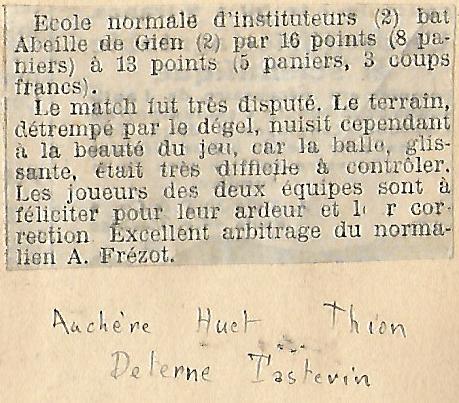 Ecole normale d'instituteurs (2) bat
Abeille de Gien (2) par 16 points (8 pa-
niers) à 13 points (5 paniers, 3 coups
francs).
Le match fut très disputé. Le terrain,
détrempé par le dégel, nuisit cependant
à la beauté du jeu, car la balle, glis-
sante, était très difficile à contrôler.
Les joueurs des deux équipes sont à
féliciter pour leur ardeur et l r cor-
rection Excellent arbitrage du norma-
lien A. Frézot.
Auchère Huet Thion
Deterne Tastevin